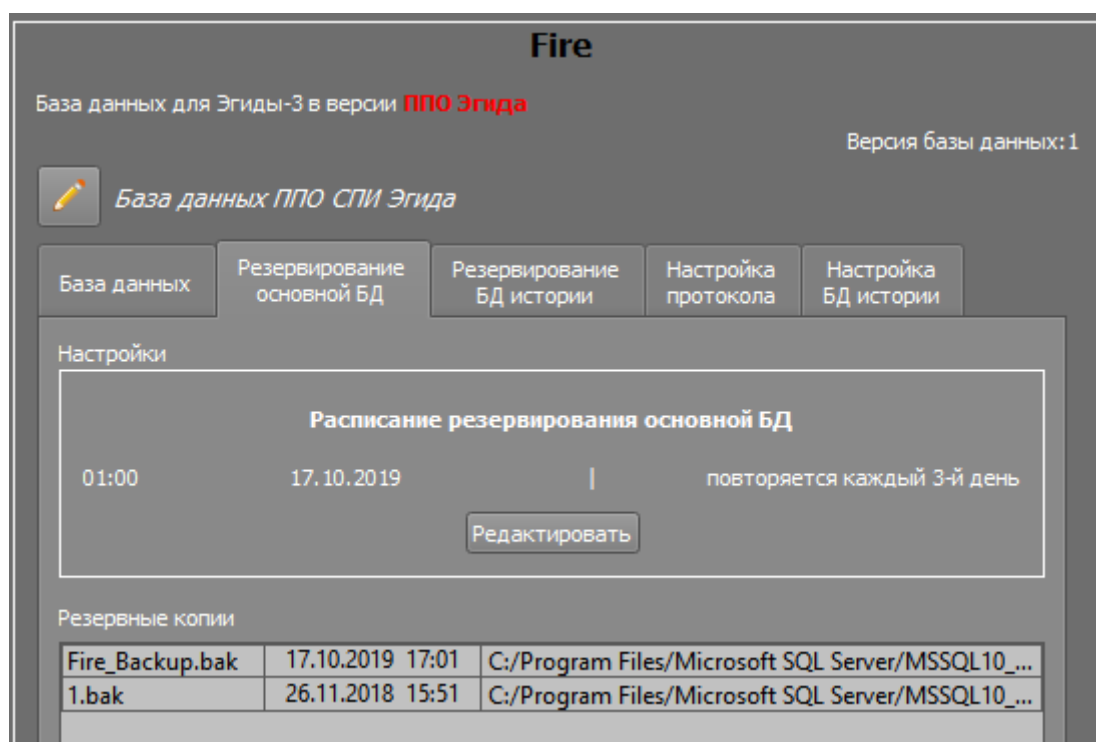 Fire
База данных для Эгиды-3 в версии ППО Эгида
Версия базы данных:1
База данных ППО СПИ Эгида
База данных
Резервирование
основной БД
Резервирование
БД истории
Настройка
протокола
Настройка
БД истории
Настройки
Расписание резервирования основной БД
01:00 17.10.2019 | повторяется каждый 3-й день
Редактировать
Резервные копии
Fire_Backup.bak 17.10.2019 17:01 C:/Program Files/Microsoft SQL Server/MSSQL10_...
1.bak 26.11.2018 15:51 C:/Program Files/Microsoft SQL Server/MSSQL10_...